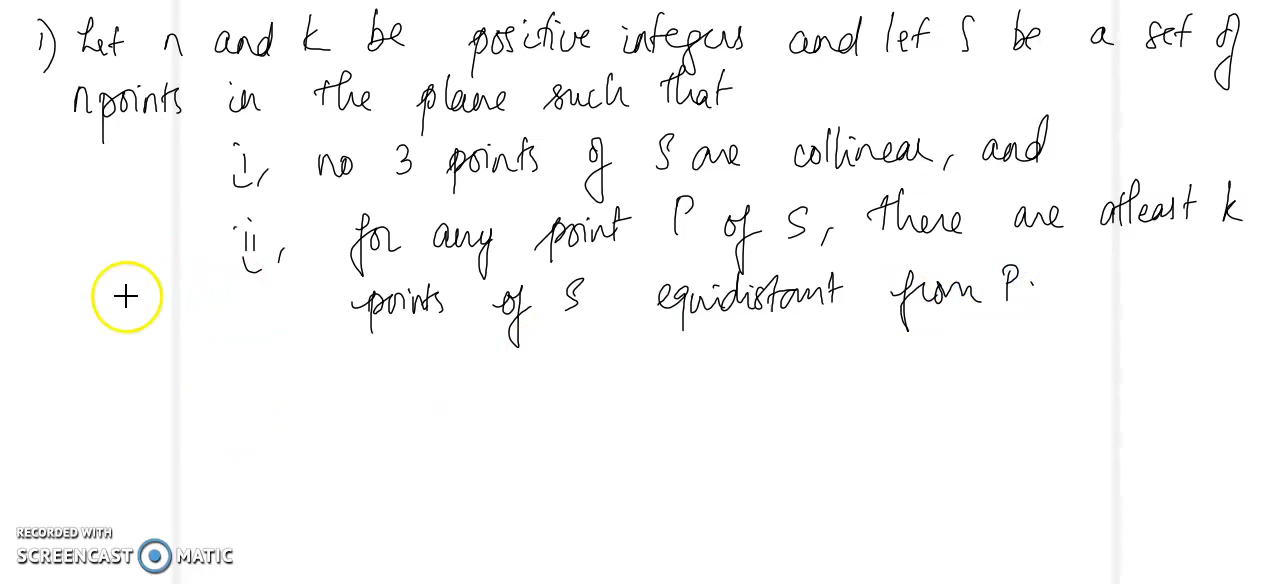 1) Let n and k be positive integers and let S be a set of
n points in the plane such that
i, no 3 points of S are collinear, and
ii, for any point P of S, there are atleast k
points of S equidistant from P.
RECORDED WITH
SCREENCAST MATIC